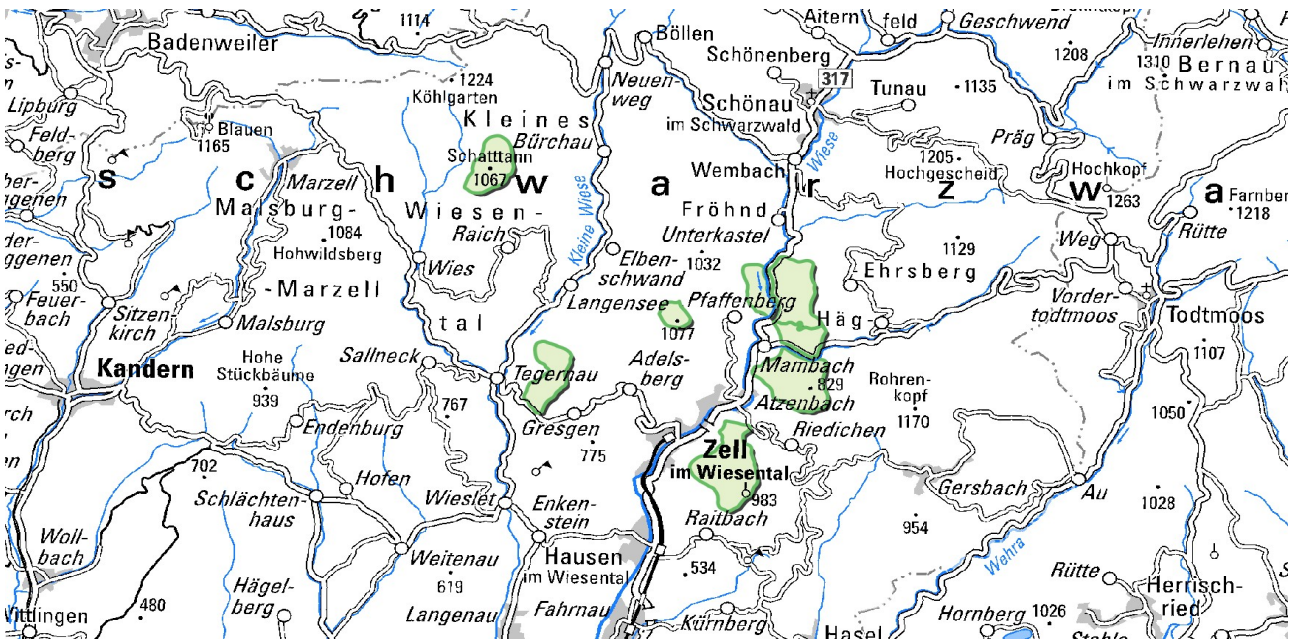 1114
Badenweiler
Böllen
Aitern
feld
Geschwend
Innerlehen
1208
1310
Bernau
im Schwarzwald
Schönenberg
317
Tunau
1135
Lipburg
1224
Köhlgarten
Neuen-
weg
Schönau
im Schwarzwald
Feld-
berg
Blauen
1165
Kleines
Bürchau
Schatttann
1067
Wembach
Wiese
1205
Hochgescheid
Präg
Hochkopf
1263
Farnber
1218
S c h w a r z w a
Marzell
Malsburg-
1084
Hohwildsberg
-Marzell
Wiesen-
Raich
Wies
tal
Kleine Wiese
Fröhnd
Unterkastel
1032
Elben-
schwand
Langensee
Pfaffenberg
1077
Ehrsberg
1129
Weg
Rütte
Vorder-
todtmoos
Todtmoos
1107
ggenen
ggenen
550
Feuer-
bach
Sitzen-
kirch
Malsburg
Häg
Mambach
829
Atzenbach
Rohren-
kopf
1170
1050
Kandern
Hohe
Stückbäume
939
Sallneck
Tegernau
Adels-
berg
767
Endenburg
Gresgen
775
Zell
im Wiesental
983
Riedichen
702
Schlächten-
haus
Hofen
Wieslet
Enken-
stein
Raitbach
954
Gersbach
Au
1028
Woll-
bach
Weitenau
619
Hausen
im Wiesental
534
Wehra
Rütte
Herrisch-
ried
Wittlingen
480
Hägel-
berg
Langenau
Fahrnau
Kürnberg
Hasel
Hornberg
1026